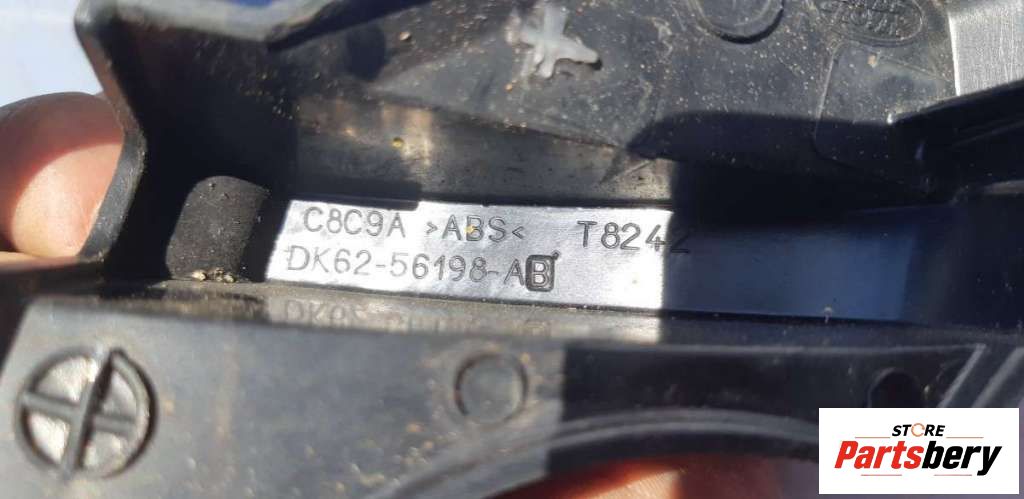 C8C9A >ABS< T8242
DK62-56198-AB
STORE
Partsbery